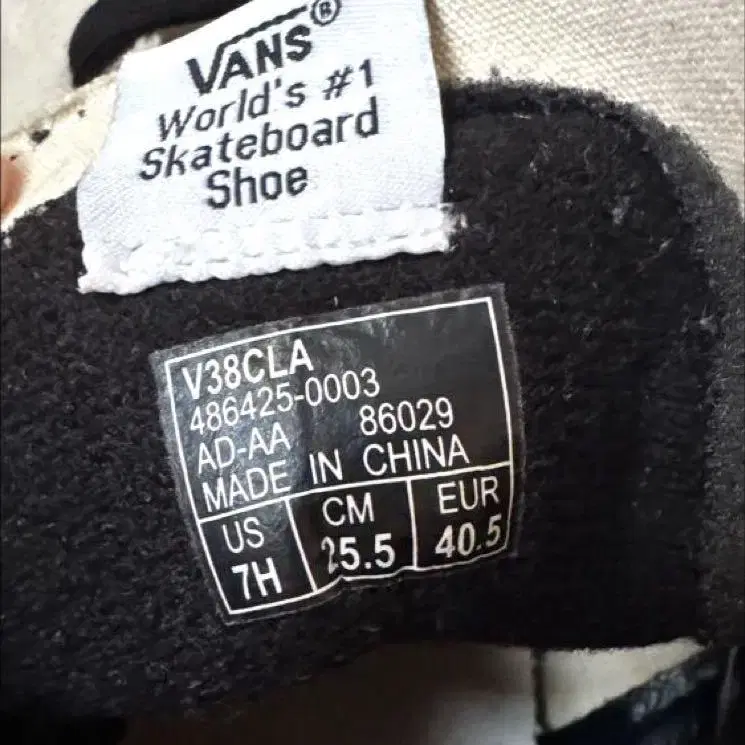 VANS®
World's #1
Skateboard
Shoe
V38CLA
486425-0003
AD-AA 86029
MADE IN CHINA
US CM EUR
7H 25.5 40.5